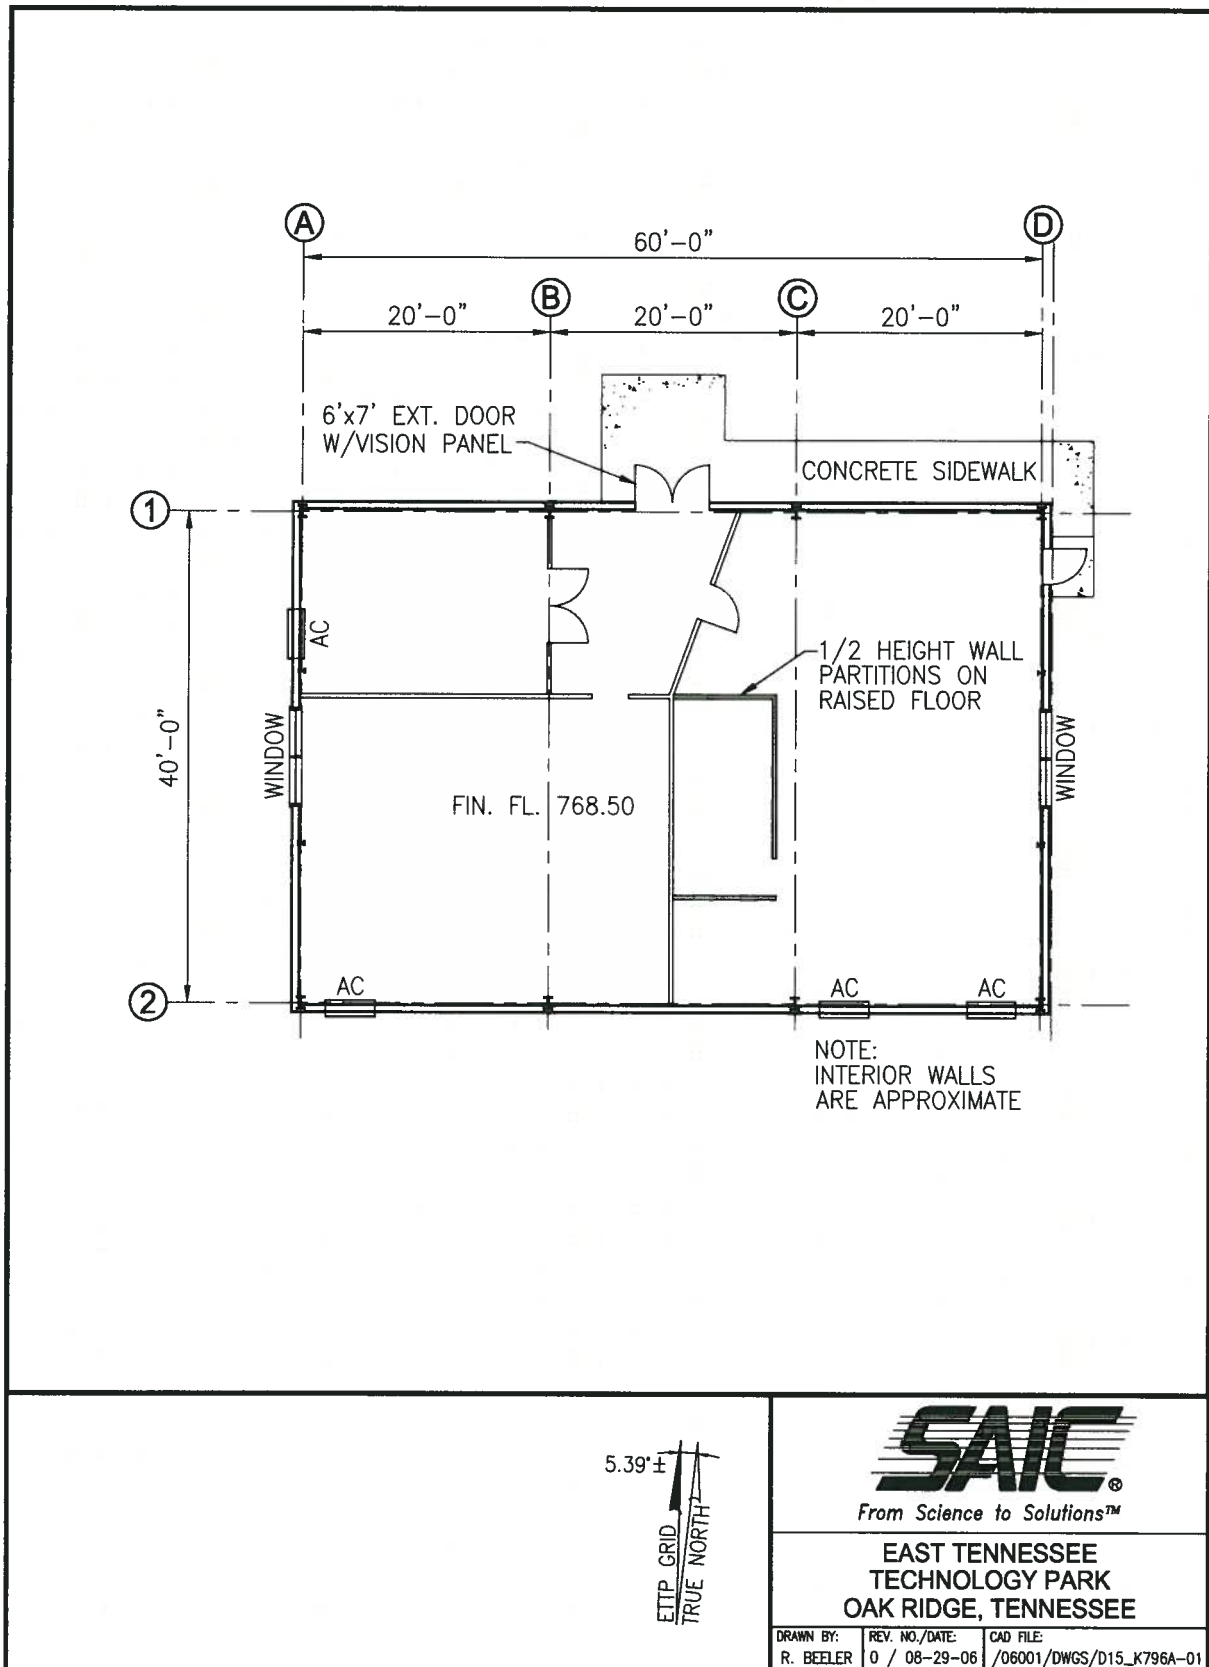 A
D
60'-0"
B
C
20'-0"
20'-0"
20'-0"
6'x7' EXT. DOOR
W/VISION PANEL
CONCRETE SIDEWALK
1
AC
1/2 HEIGHT WALL
PARTITIONS ON
RAISED FLOOR
40'-0"
WINDOW
WINDOW
FIN. FL. 768.50
2
AC
AC
AC
NOTE:
INTERIOR WALLS
ARE APPROXIMATE
5.39°±
ETTP GRID
TRUE NORTH
SAIC®
From Science to Solutions™
EAST TENNESSEE
TECHNOLOGY PARK
OAK RIDGE, TENNESSEE
DRAWN BY:
R. BEELER
REV. NO./DATE:
0 / 08-29-06
CAD FILE:
/06001/DWGS/D15_K796A-01